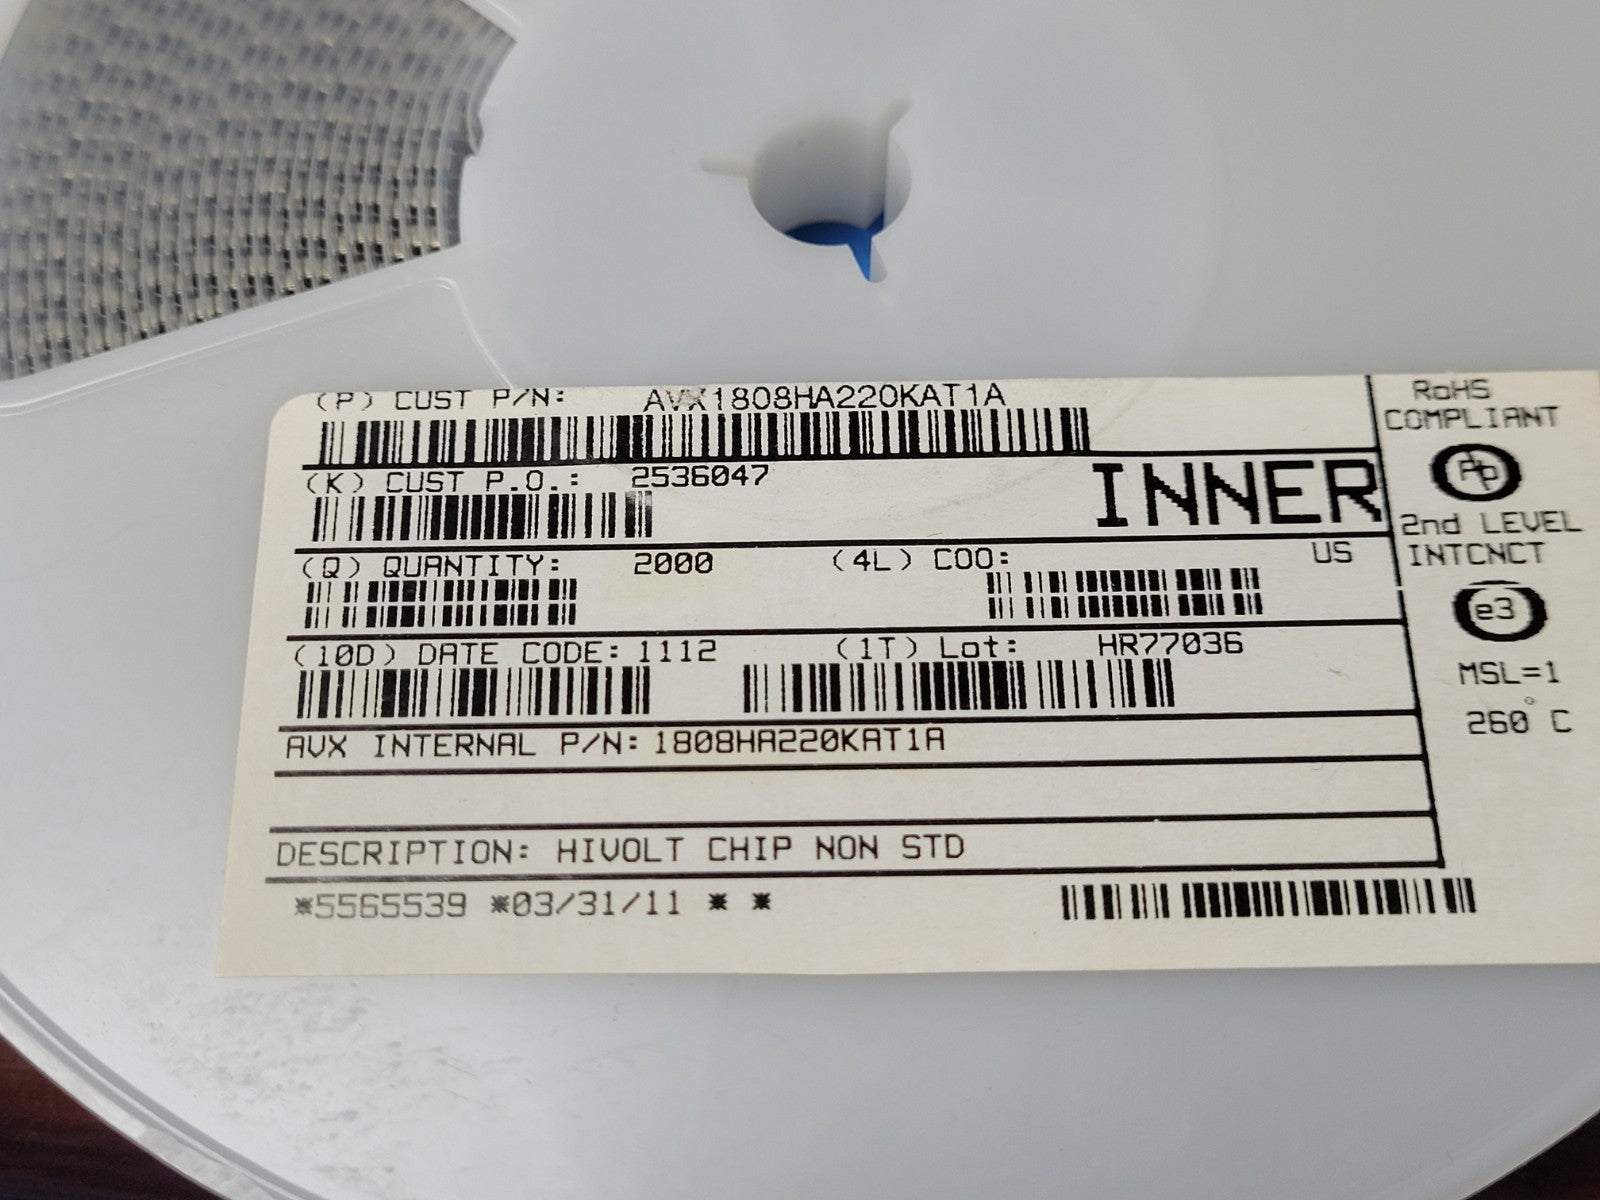 (P) CUST P/N: AVX1808HA220KAT1A
(K) CUST P.O.: 2536047
INNER
(Q) QUANTITY: 2000 (4L) COO: US
(10D) DATE CODE: 1112 (1T) Lot: HR77036
AVX INTERNAL P/N: 1808HA220KAT1A
DESCRIPTION: HIVOLT CHIP NON STD
*5565539 *03/31/11 * *
RoHS
COMPLIANT
Pb
2nd LEVEL
INTCNCT
e3
MSL=1
260°C